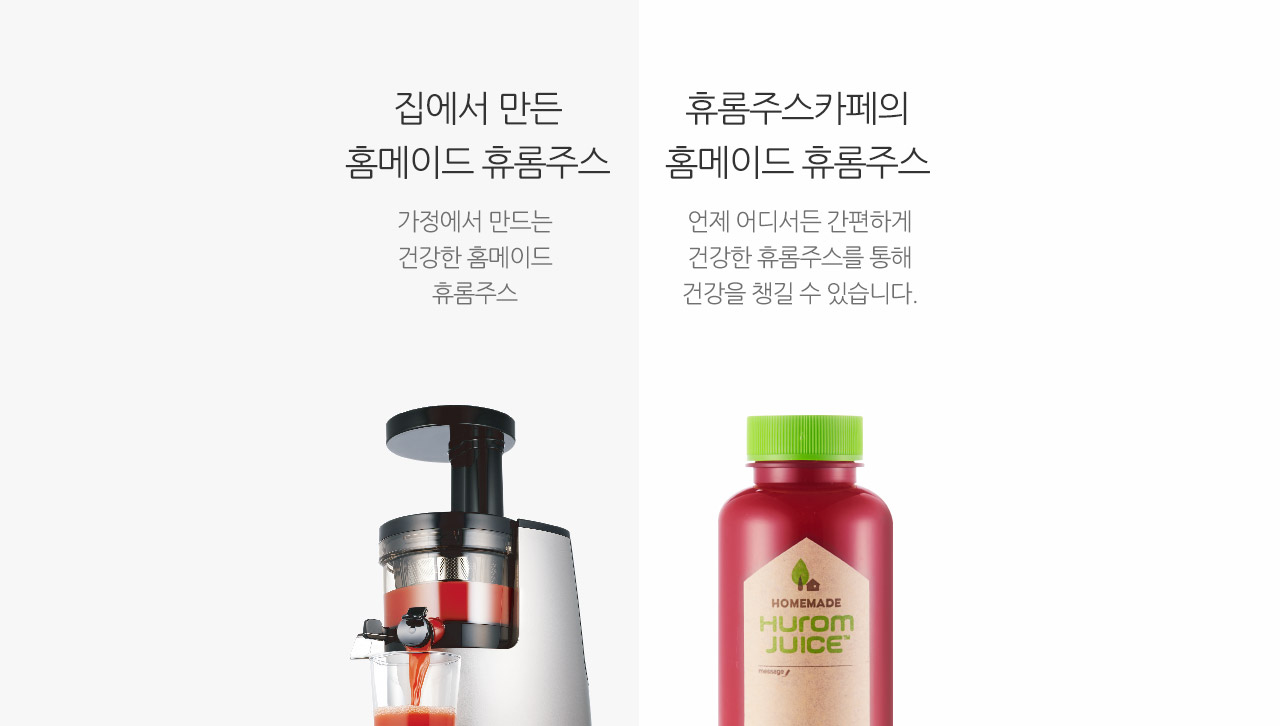 집에서 만든
홈메이드 휴롬주스
가정에서 만드는
건강한 홈메이드
휴롬주스
휴롬주스카페의
홈메이드 휴롬주스
언제 어디서든 간편하게
건강한 휴롬주스를 통해
건강을 챙길 수 있습니다.
HOMEMADE
Hurom
JUICE™
message